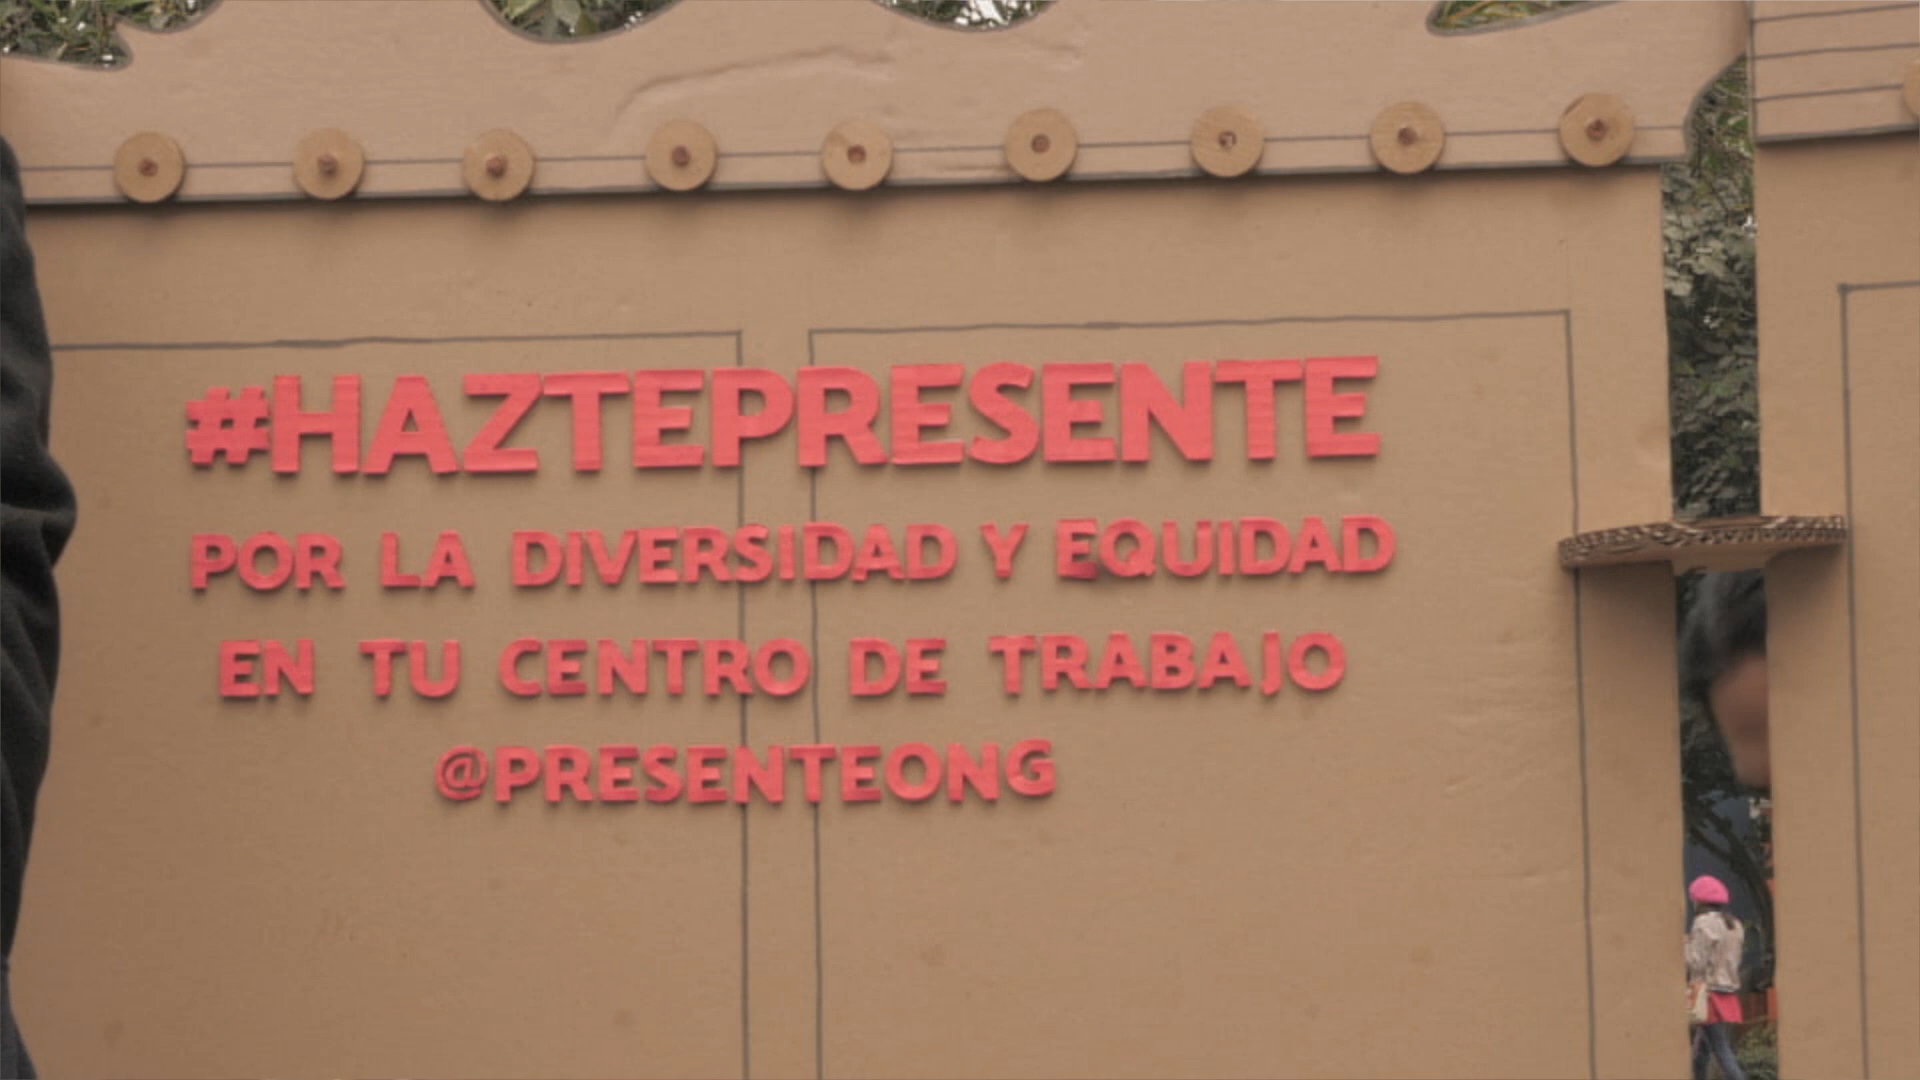 #HAZTEPRESENTE
POR LA DIVERSIDAD Y EQUIDAD
EN TU CENTRO DE TRABAJO
@PRESENTEONG